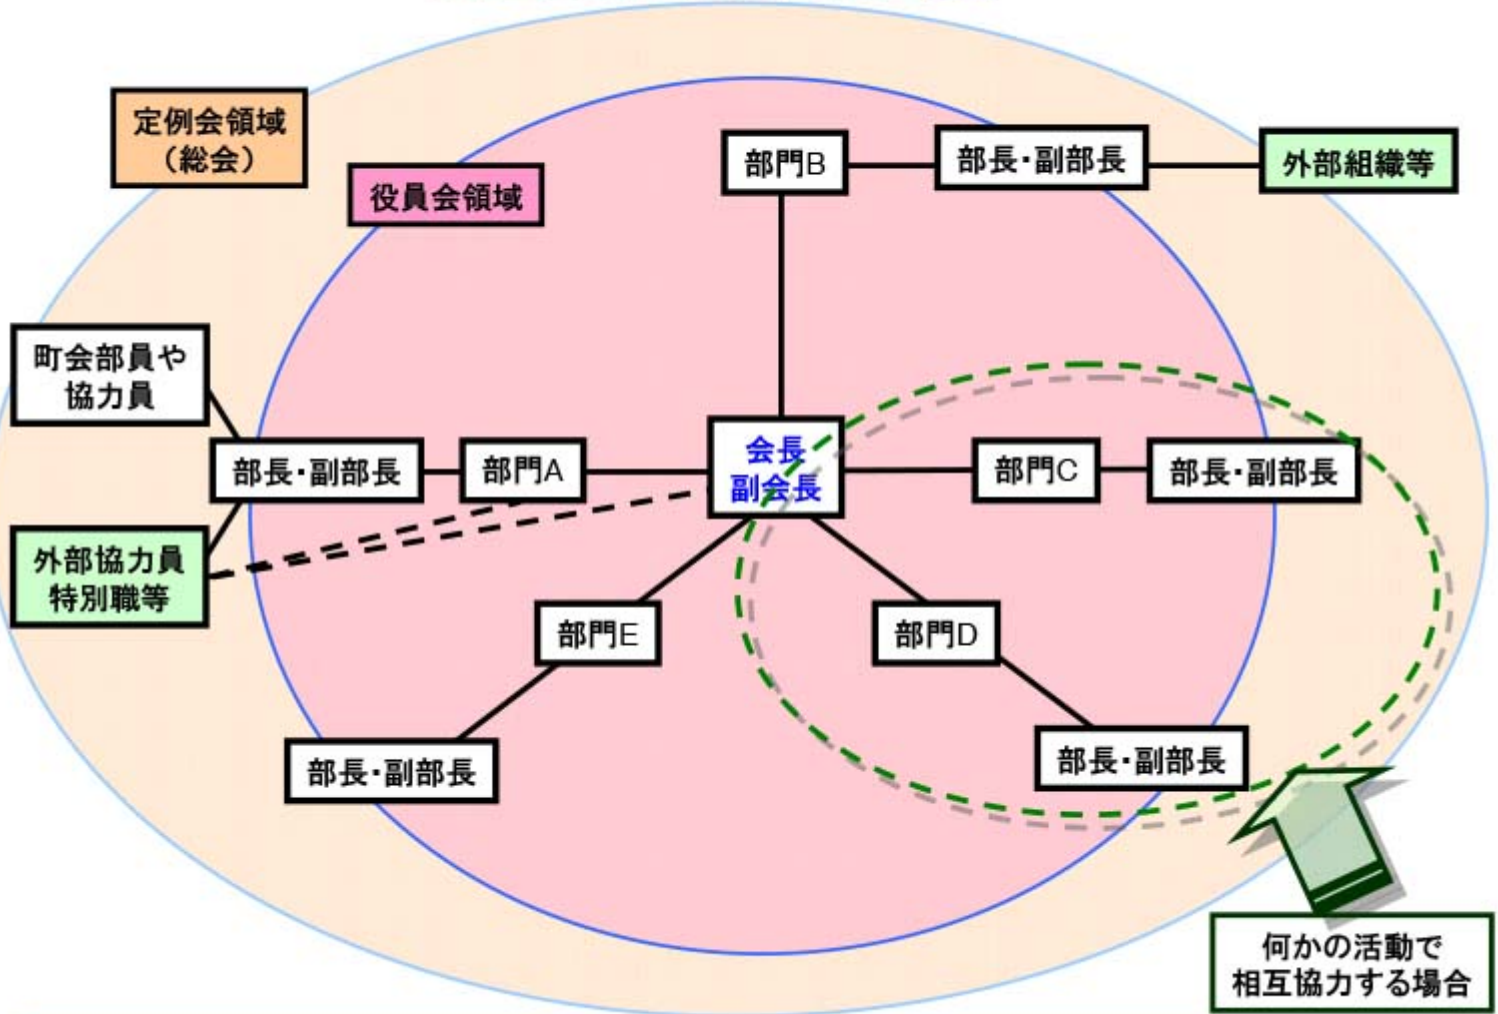 定例会領域
（総会）
役員会領域
部門B
部長・副部長
外部組織等
町会部員や
協力員
部長・副部長
部門A
会長
副会長
部門C
部長・副部長
外部協力員
特別職等
部門E
部門D
部長・副部長
部長・副部長
何かの活動で
相互協力する場合